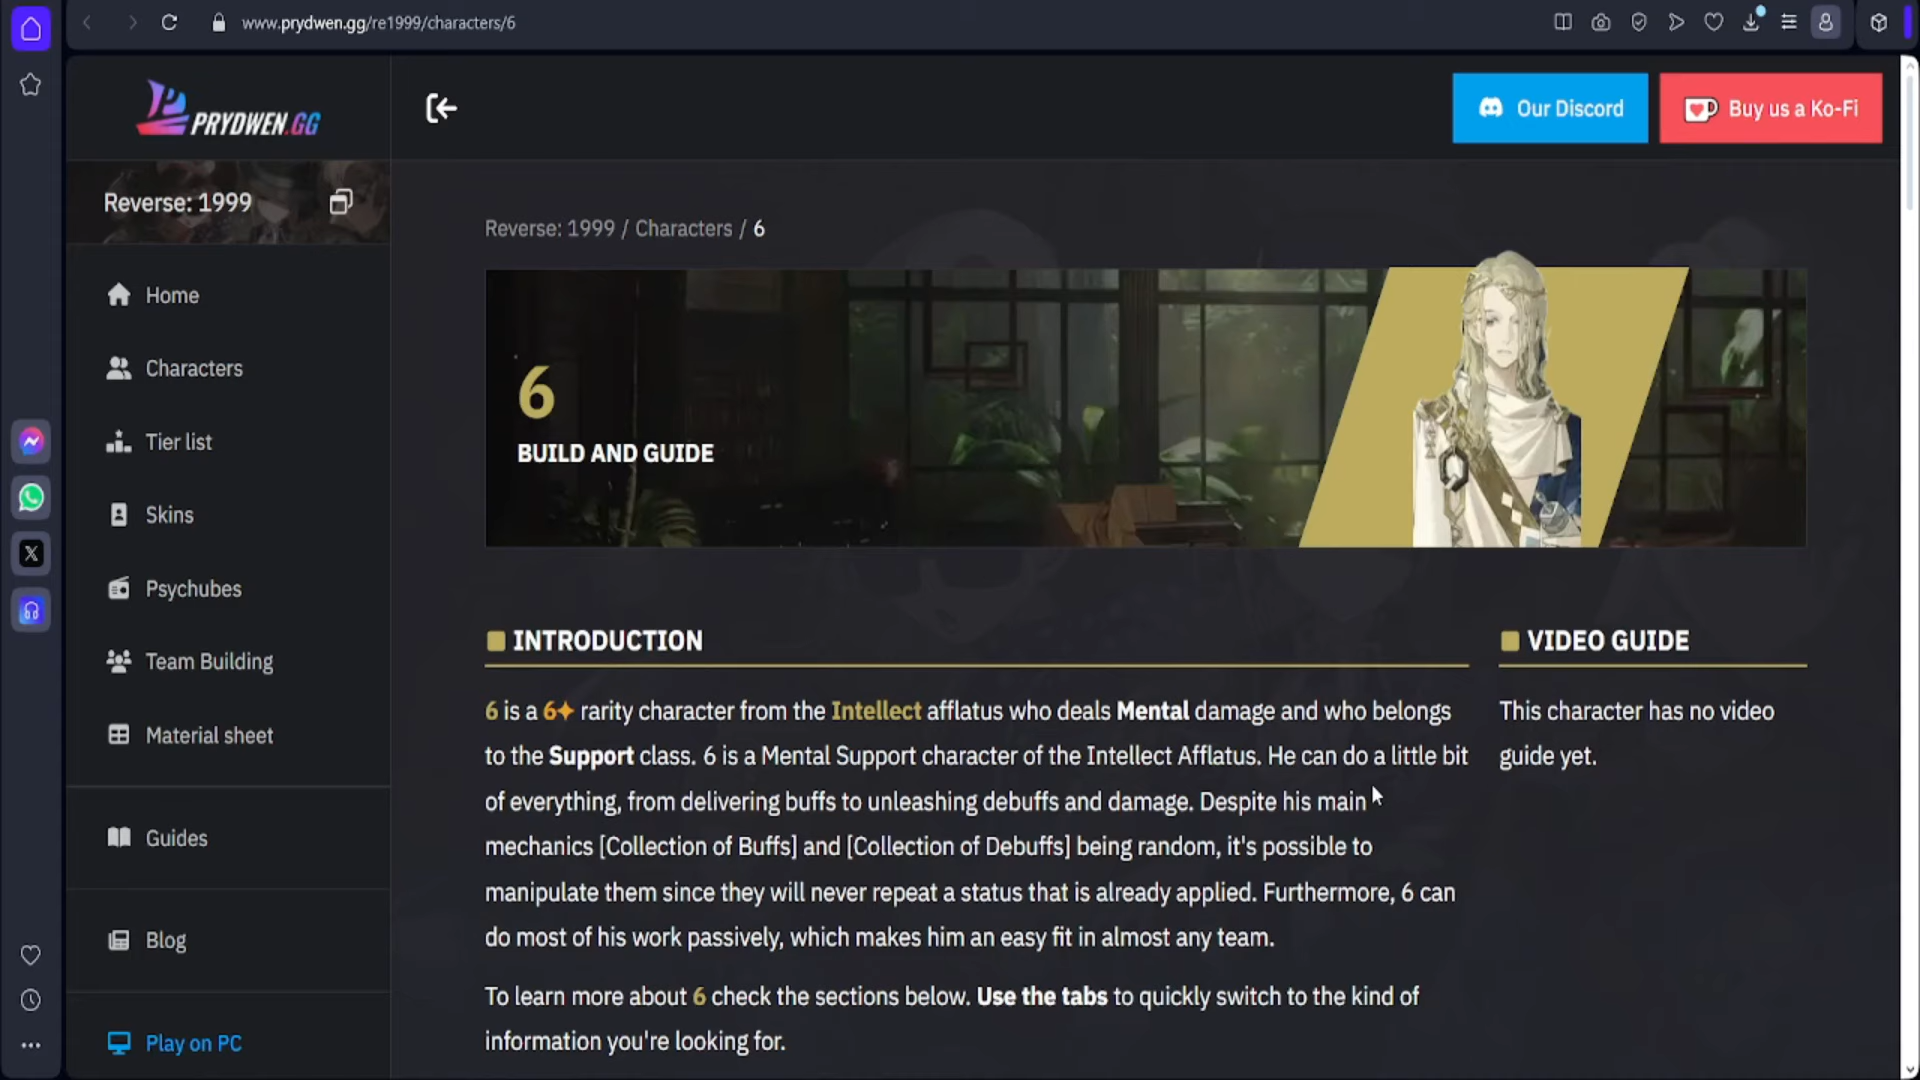 www.prydwen.gg/re1999/characters/6
PRYDWEN.GG
Our Discord
Buy us a Ko-Fi
Reverse: 1999
Reverse: 1999 / Characters / 6
Home
Characters
Tier list
Skins
Psychubes
Team Building
Material sheet
Guides
Blog
Play on PC
6
BUILD AND GUIDE
INTRODUCTION
6 is a 6✦ rarity character from the Intellect afflatus who deals Mental damage and who belongs
to the Support class. 6 is a Mental Support character of the Intellect Afflatus. He can do a little bit
of everything, from delivering buffs to unleashing debuffs and damage. Despite his main
mechanics [Collection of Buffs] and [Collection of Debuffs] being random, it's possible to
manipulate them since they will never repeat a status that is already applied. Furthermore, 6 can
do most of his work passively, which makes him an easy fit in almost any team.
To learn more about 6 check the sections below. Use the tabs to quickly switch to the kind of
information you're looking for.
VIDEO GUIDE
This character has no video
guide yet.